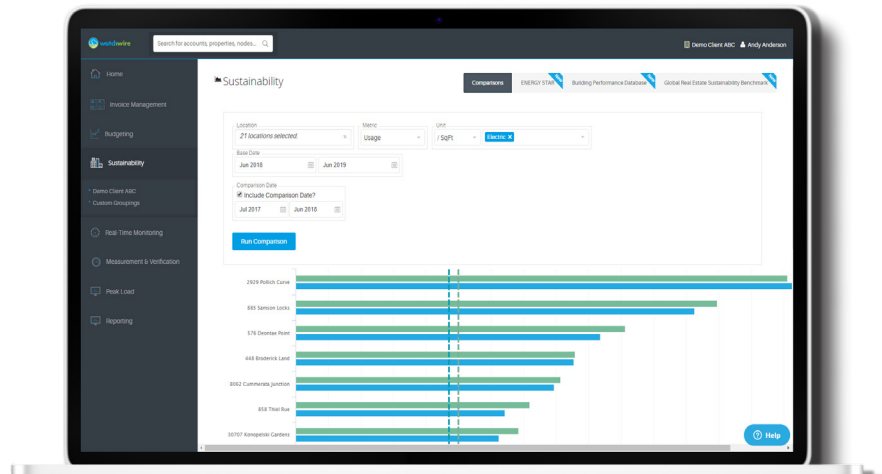 watchwire
Search for accounts, properties, nodes...
Demo Client ABC
Andy Anderson
Home
Invoice Management
Budgeting
Sustainability
Demo Client ABC
Custom Groupings
Real-Time Monitoring
Measurement & Verification
Peak Load
Reporting
Sustainability
Comparisons
ENERGY STAR
Building Performance Database
Global Real Estate Sustainability Benchmark
Location
21 locations selected.
Metric
Usage
Unit
/ SqFt
Electric ×
Base Date
Jun 2018
Jun 2019
Comparison Date
Include Comparison Date?
Jul 2017
Jun 2018
Run Comparison
2929 Pollich Curve
885 Samson Locks
576 Deontae Point
448 Broderick Land
8062 Cammerata Junction
858 Thiel Rue
30707 Konopelski Gardens
Help